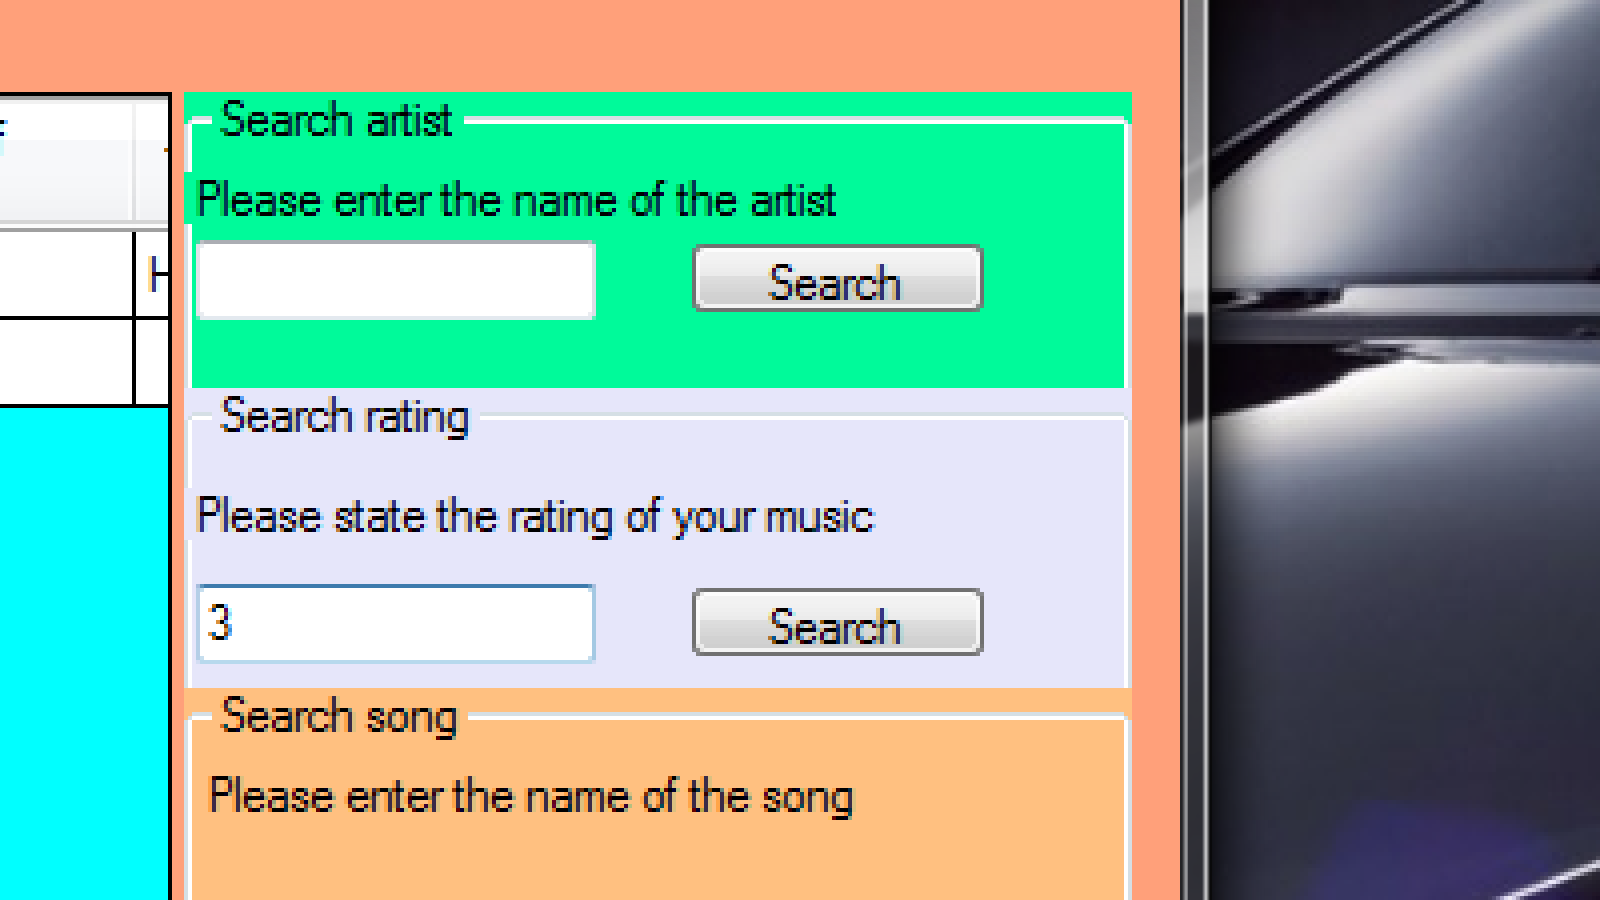 Search artist
Please enter the name of the artist
H
Search
Search rating
Please state the rating of your music
3
Search
Search song
Please enter the name of the song